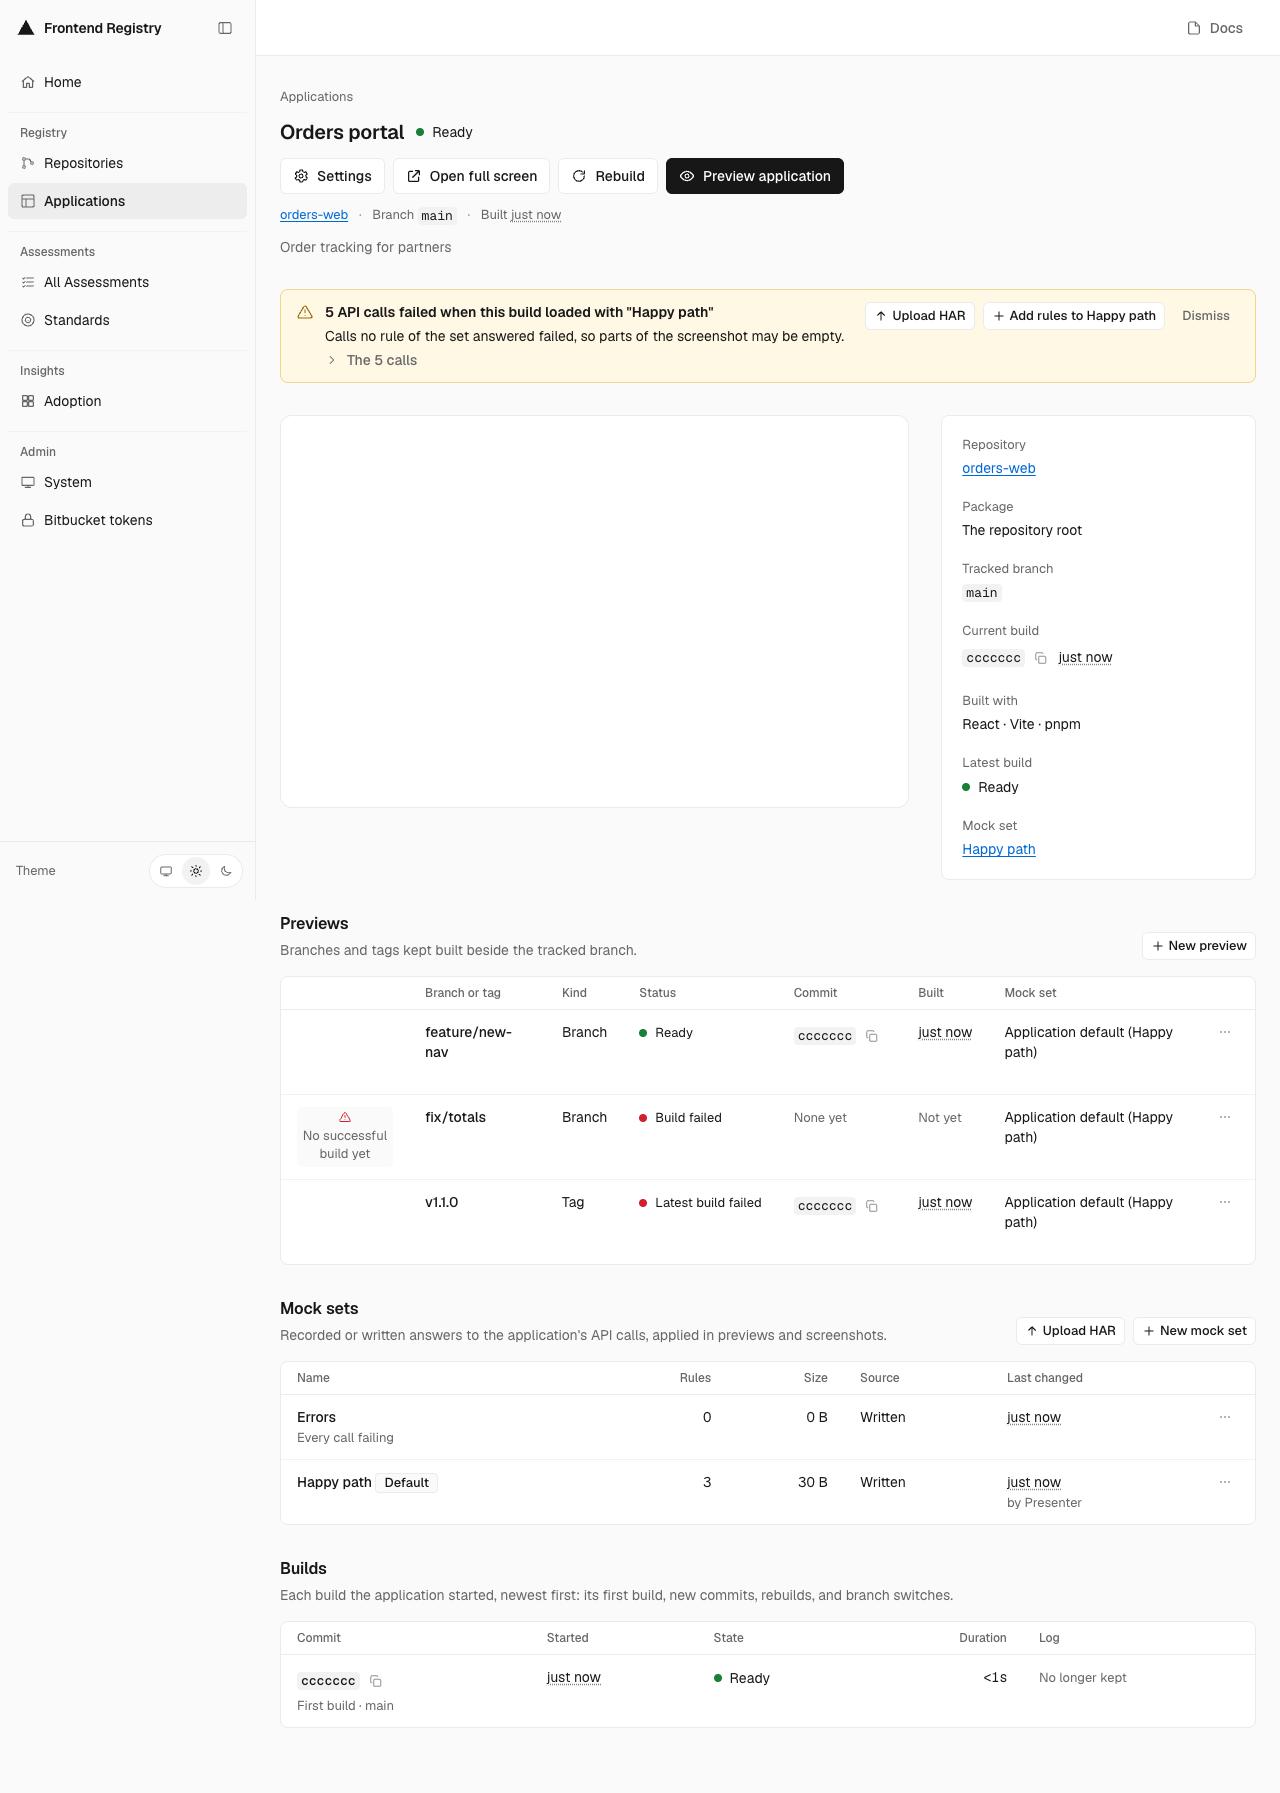 Frontend Registry
Docs
Home
Registry
Repositories
Applications
Assessments
All Assessments
Standards
Insights
Adoption
Admin
System
Bitbucket tokens
Theme
Applications
Orders portal
Ready
Settings
Open full screen
Rebuild
Preview application
orders-web · Branch main · Built just now
Order tracking for partners
5 API calls failed when this build loaded with "Happy path"
Calls no rule of the set answered failed, so parts of the screenshot may be empty.
The 5 calls
Upload HAR
Add rules to Happy path
Dismiss
Repository
orders-web
Package
The repository root
Tracked branch
main
Current build
ccccccc just now
Built with
React · Vite · pnpm
Latest build
Ready
Mock set
Happy path
Previews
Branches and tags kept built beside the tracked branch.
New preview
Branch or tag Kind Status Commit Built Mock set
feature/new- Branch Ready ccccccc just now Application default (Happy
nav path)
fix/totals Branch Build failed None yet Not yet Application default (Happy
No successful path)
build yet
v1.1.0 Tag Latest build failed ccccccc just now Application default (Happy
path)
Mock sets
Recorded or written answers to the application's API calls, applied in previews and screenshots.
Upload HAR
New mock set
Name Rules Size Source Last changed
Errors 0 0 B Written just now
Every call failing
Happy path Default 3 30 B Written just now
by Presenter
Builds
Each build the application started, newest first: its first build, new commits, rebuilds, and branch switches.
Commit Started State Duration Log
ccccccc just now Ready <1s No longer kept
First build · main